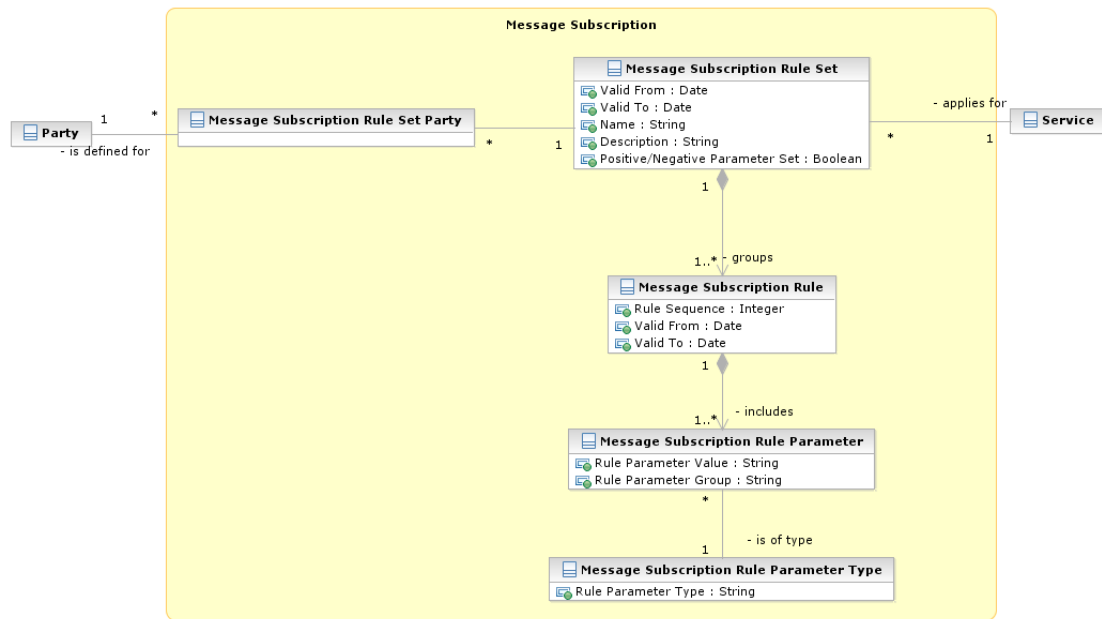 Message Subscription
Message Subscription Rule Set
Valid From : Date
Valid To : Date
Name : String
Description : String
Positive/Negative Parameter Set : Boolean
- applies for
Service
* 1
Party
1 *
- is defined for
Message Subscription Rule Set Party
* 1
1
1..* - groups
Message Subscription Rule
Rule Sequence : Integer
Valid From : Date
Valid To : Date
1
- includes
1..*
Message Subscription Rule Parameter
Rule Parameter Value : String
Rule Parameter Group : String
*
- is of type
1
Message Subscription Rule Parameter Type
Rule Parameter Type : String